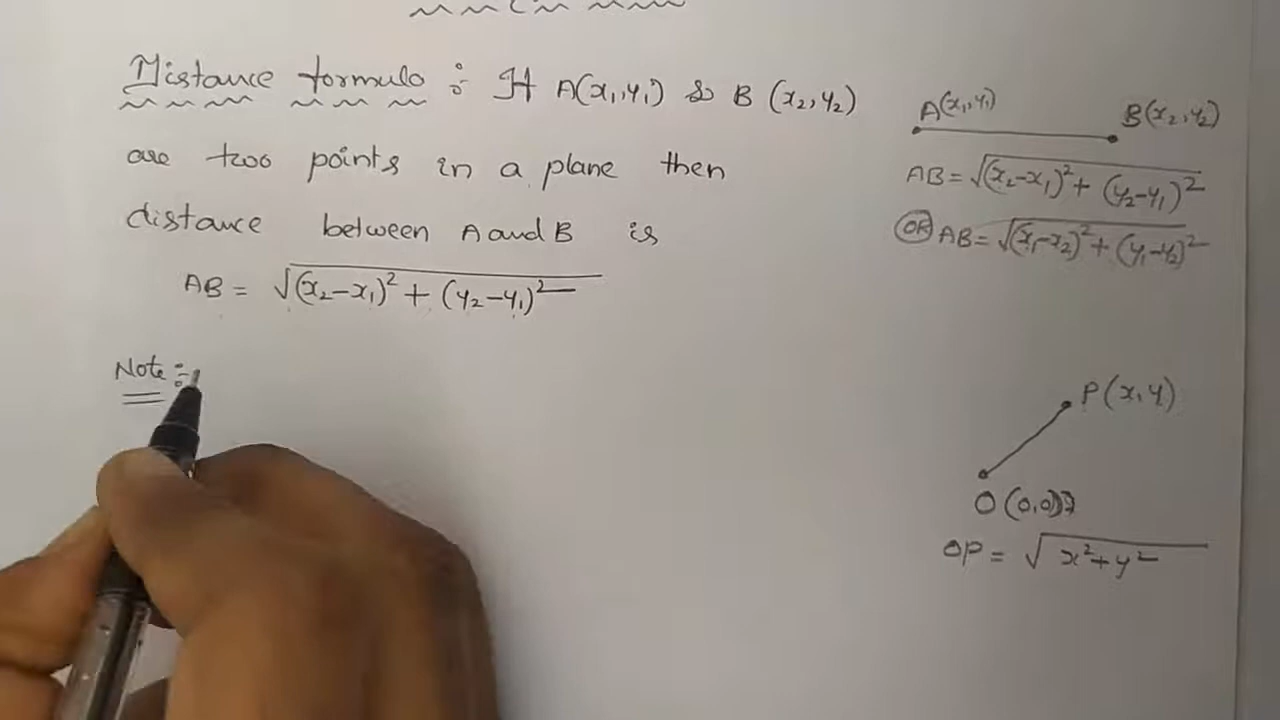 Distance formula : If A(x₁,y₁) & B (x₂,y₂)
are two points in a plane then
distance between A and B is
AB = √(x₂-x₁)² + (y₂-y₁)²
Note :-
A(x₁,y₁) B(x₂,y₂)
AB = √(x₂-x₁)² + (y₂-y₁)²
OR AB = √(x₁-x₂)² + (y₁-y₂)²
P(x,y)
O (0,0)
OP = √x²+y²